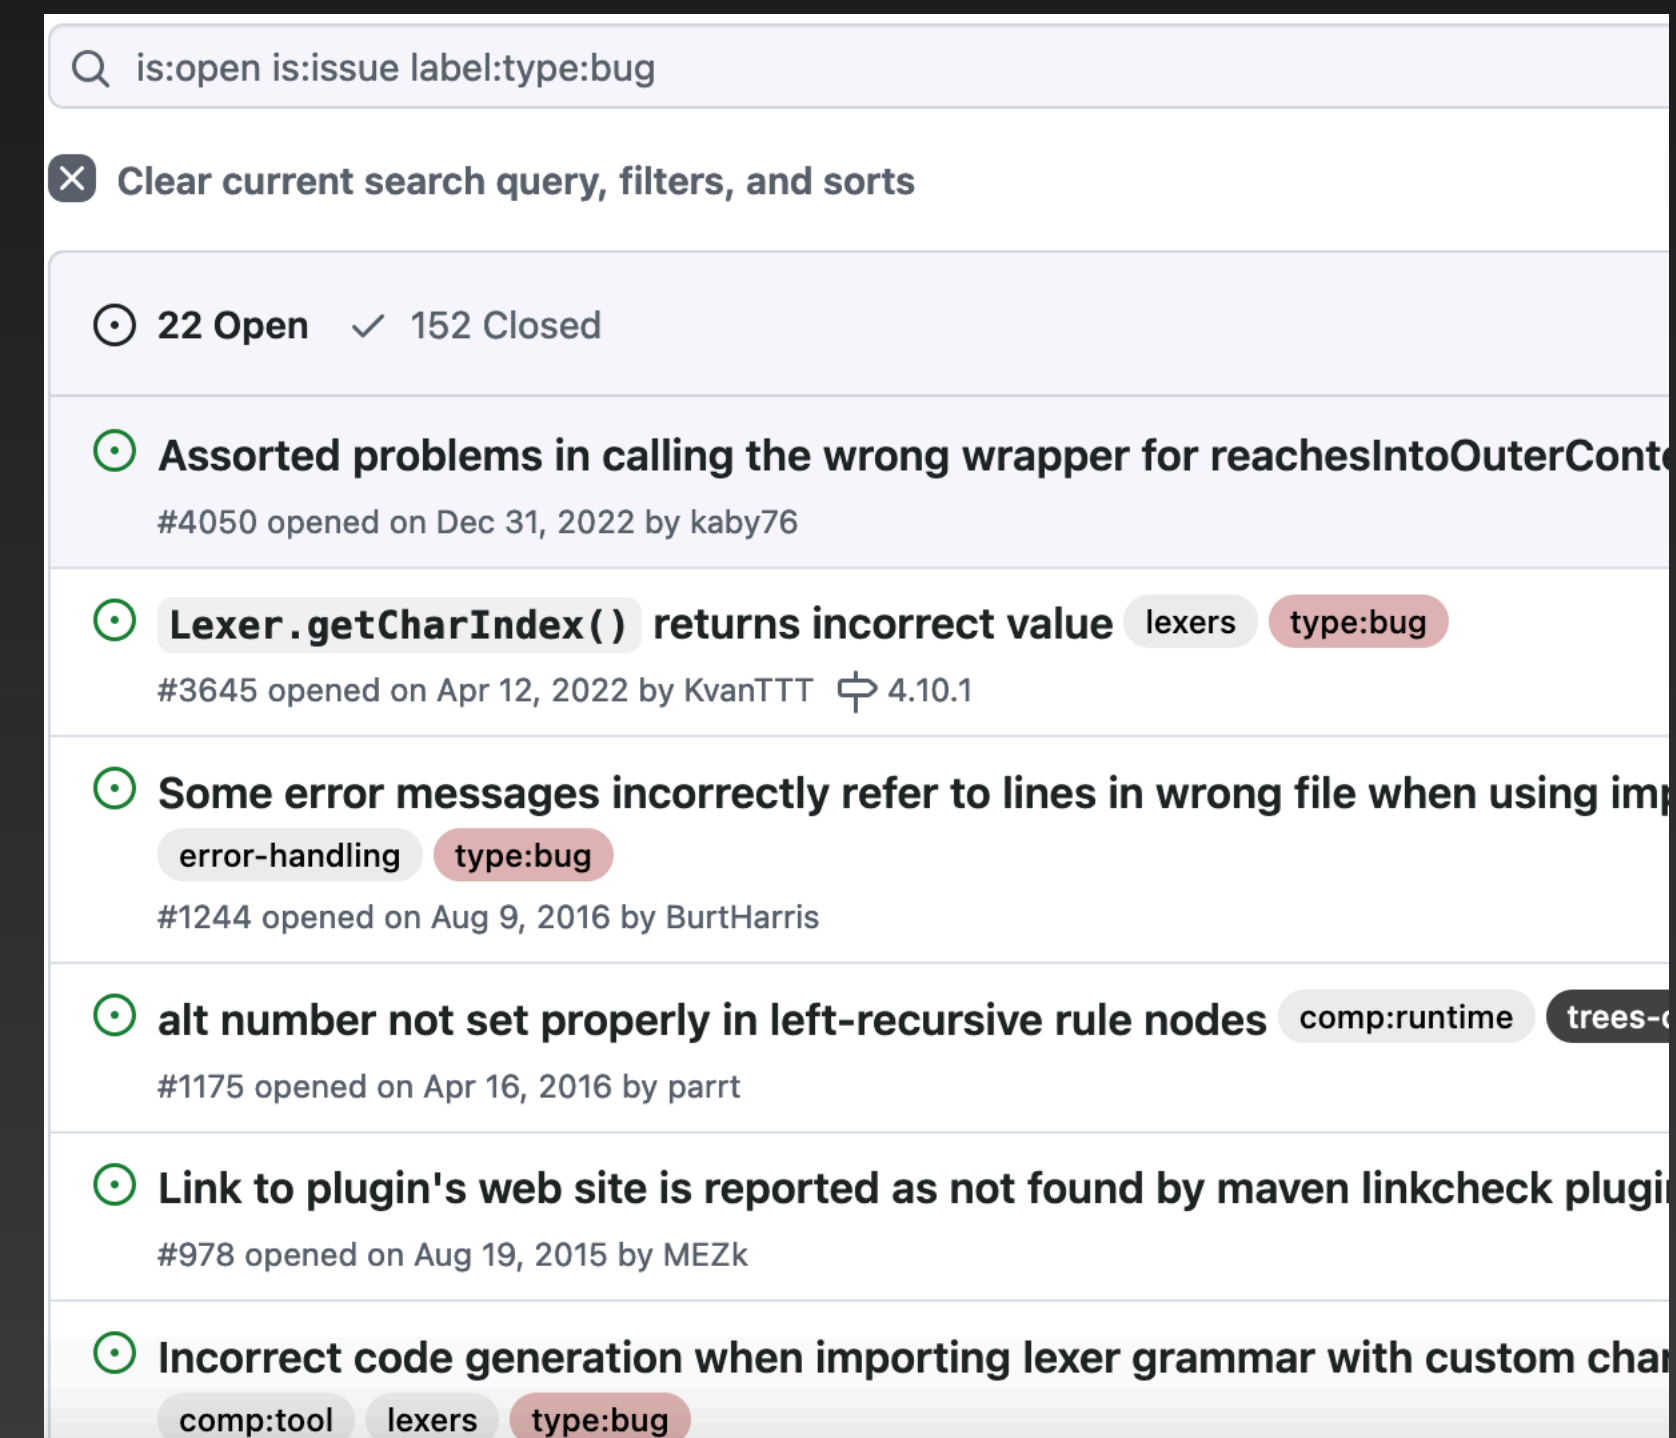 is:open is:issue label:type:bug
Clear current search query, filters, and sorts
22 Open 152 Closed
Assorted problems in calling the wrong wrapper for
#4050 opened on Dec 31, 2022 by kaby76
Lexer.getCharIndex() returns incorrect value lexers type:bug
#3645 opened on Apr 12, 2022 by KvanTTT 4.10.1
Some error messages incorrectly refer to lines in wrong file when using
error-handling type:bug
#1244 opened on Aug 9, 2016 by BurtHarris
alt number not set properly in left-recursive rule nodes comp:runtime
#1175 opened on Apr 16, 2016 by parrt
Link to plugin's web site is reported as not found by maven linkcheck
#978 opened on Aug 19, 2015 by MEZk
Incorrect code generation when importing lexer grammar with custom
comp:tool lexers type:bug